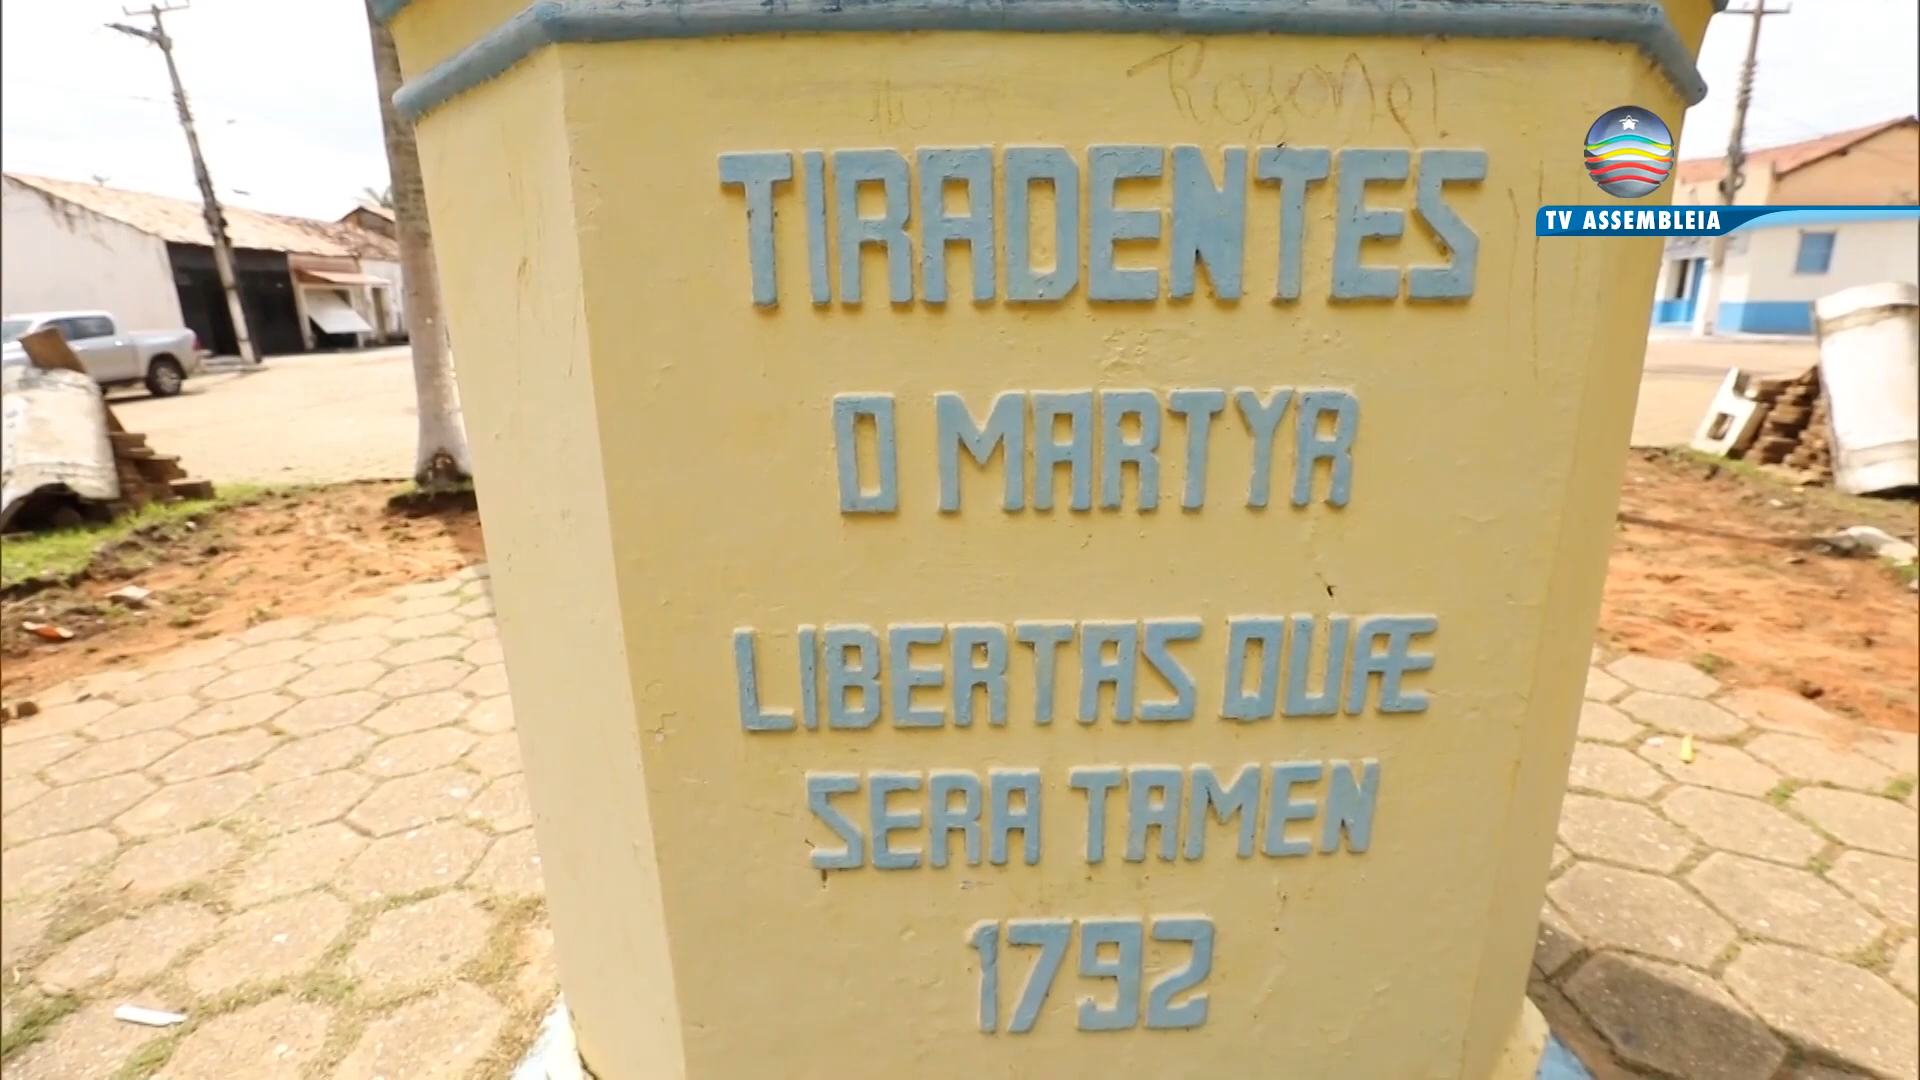 TIRADENTES
O MARTYR
LIBERTAS QUÆ
SERA TAMEN
1792
TV ASSEMBLEIA